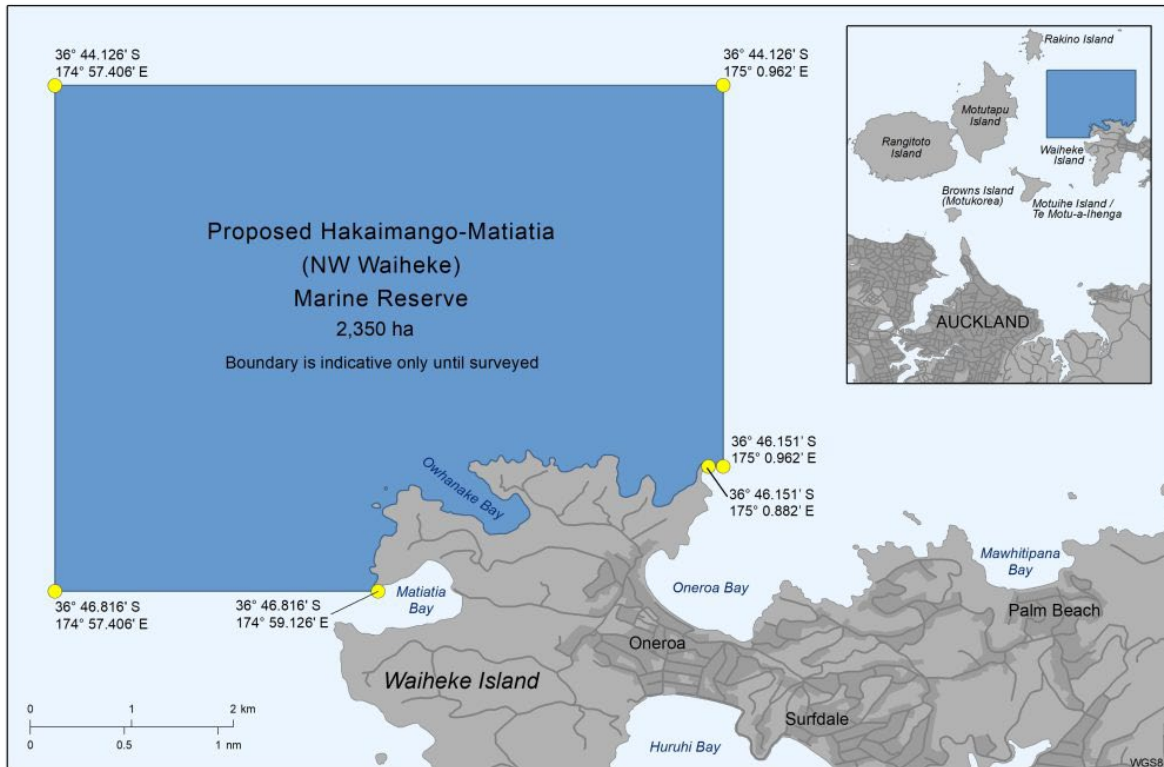 36° 44.126' S
174° 57.406' E
36° 44.126' S
175° 0.962' E
Proposed Hakaimango-Matiatia
(NW Waiheke)
Marine Reserve
2,350 ha
Boundary is indicative only until surveyed
Rakino Island
Motutapu
Island
Rangitoto
Island
Waiheke
Island
Browns Island
(Motukorea)
Motuihe Island /
Te Motu-a-Ihenga
AUCKLAND
36° 46.151' S
175° 0.962' E
36° 46.151' S
175° 0.882' E
Owhanake Bay
36° 46.816' S
174° 57.406' E
36° 46.816' S
174° 59.126' E
Matiatia
Bay
Oneroa Bay
Mawhitipana
Bay
Palm Beach
Oneroa
Waiheke Island
Surfdale
Huruhi Bay
0 1 2 km
0 0.5 1 nm
WGS8